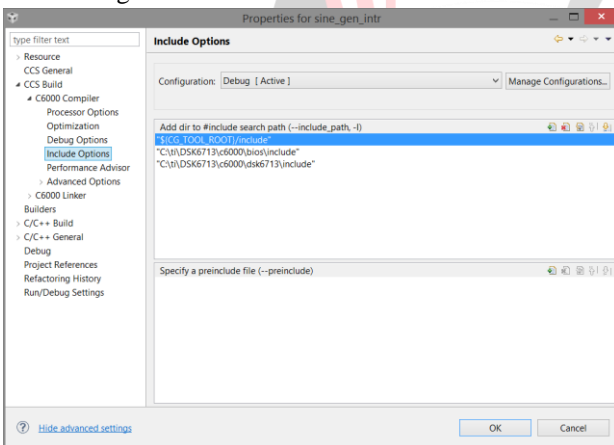 Properties for sine_gen_intr
type filter text
Include Options
Resource
CCS General
CCS Build
C6000 Compiler
Processor Options
Optimization
Debug Options
Include Options
Performance Advisor
Advanced Options
C6000 Linker
Builders
C/C++ Build
C/C++ General
Debug
Project References
Refactoring History
Run/Debug Settings
Configuration: Debug [ Active ]
Manage Configurations...
Add dir to #include search path (--include_path, -I)
"${CG_TOOL_ROOT}/include"
"C:\ti\DSK6713\c6000\bios\include"
"C:\ti\DSK6713\c6000\dsk6713\include"
Specify a preinclude file (--preinclude)
Hide advanced settings
OK
Cancel